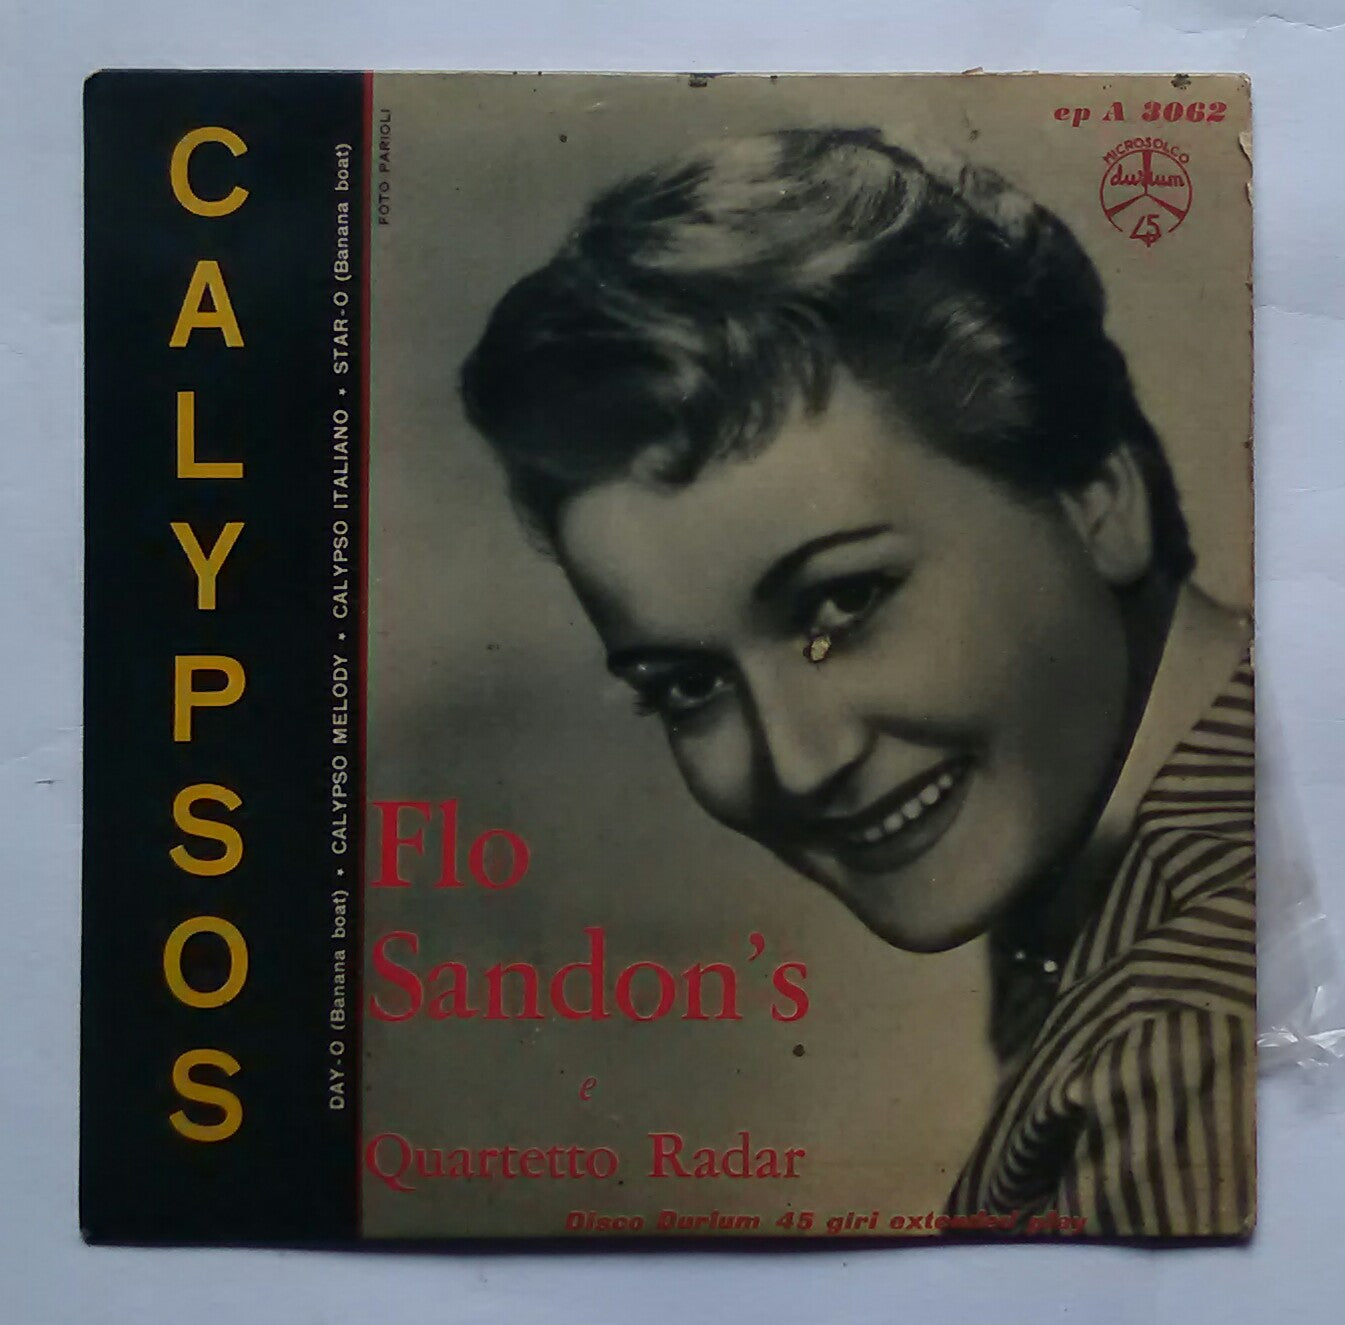 CALYPSOS
DAY-O (Banana boat) ★ CALYPSO MELODY ★ CALYPSO ITALIANO ★ STAR-O (Banana boat)
FOTO PARIOLI
ep A 3062
MICROSOLCO
durium
45
Flo
Sandon's
e
Quartetto Radar
Disco Durium 45 giri extended play